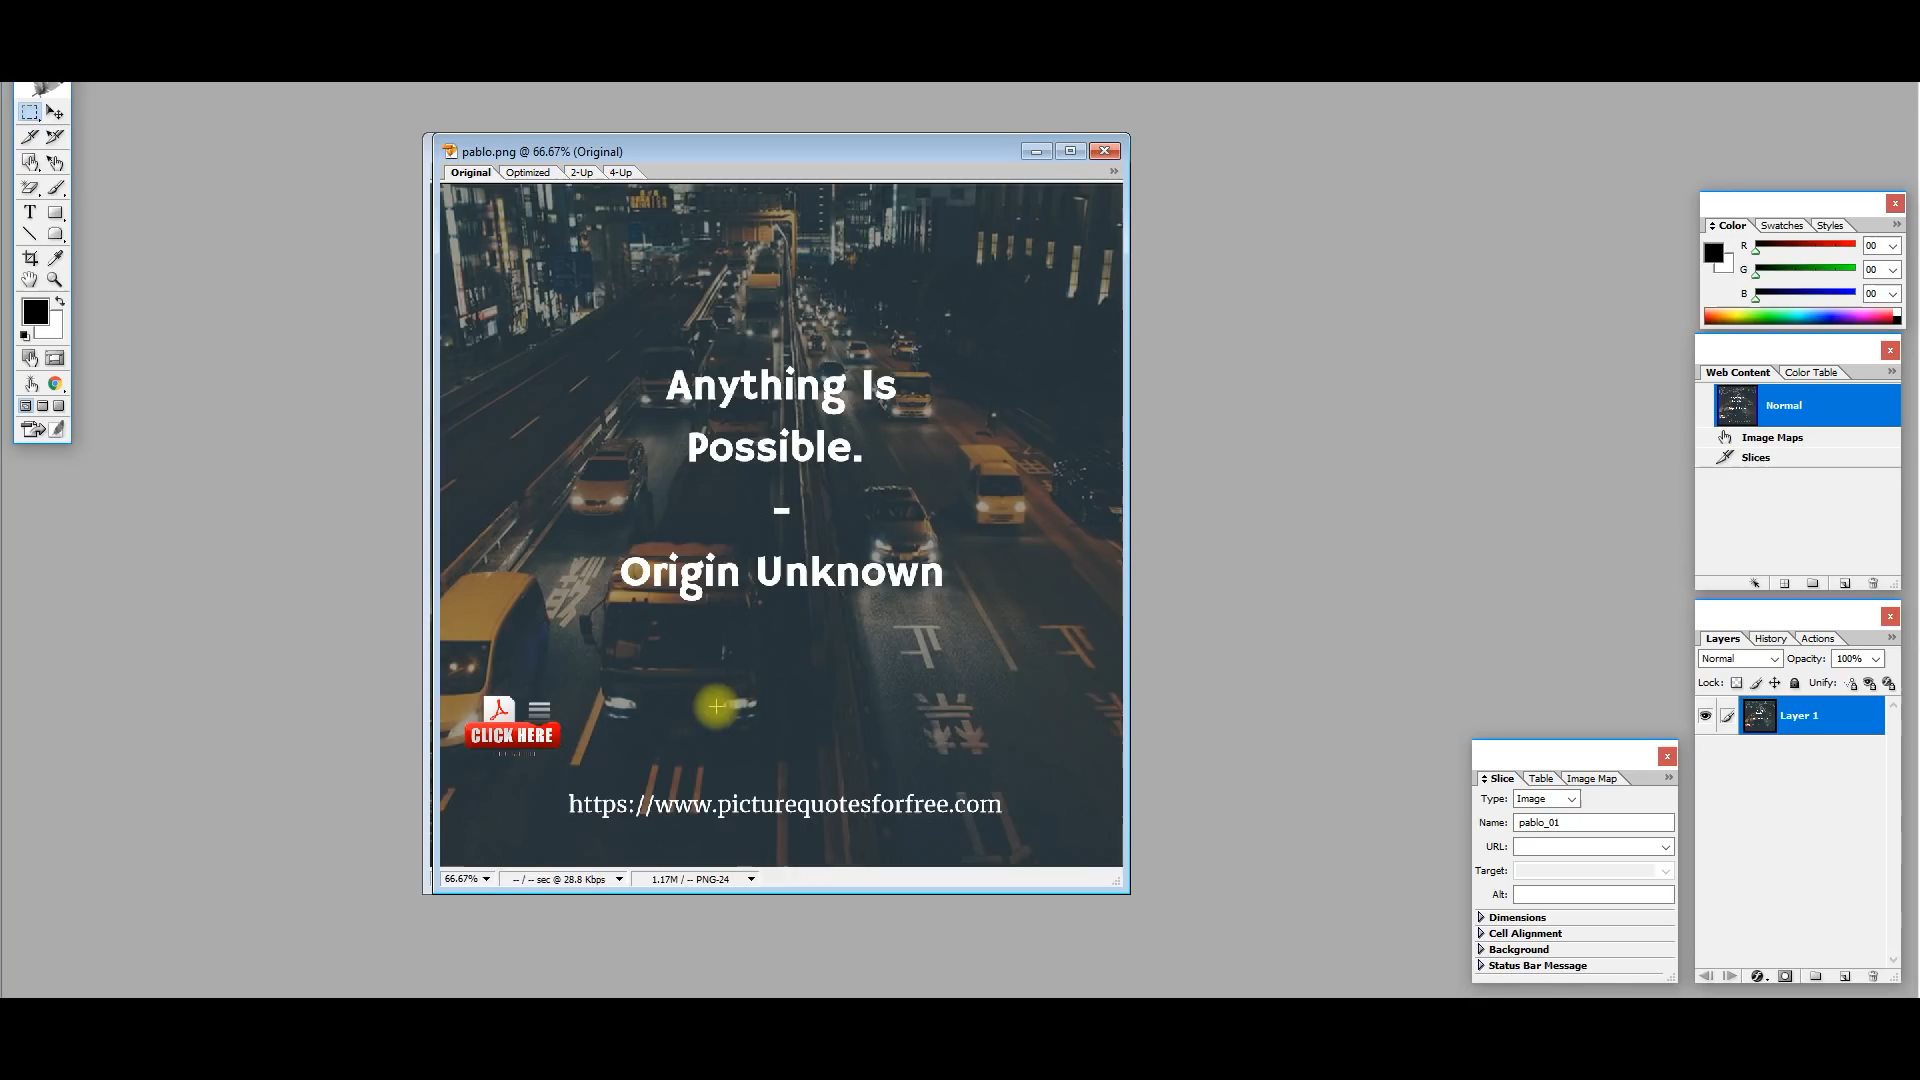 pablo.png @ 66.67% (Original)
Original Optimized 2-Up 4-Up
Anything Is
Possible.
-
Origin Unknown
CLICK HERE
https://www.picturequotesforfree.com
66.67% -- / -- sec @ 28.8 Kbps 1.17M / -- PNG-24
T
Color Swatches Styles
R 00
G 00
B 00
Web Content Color Table
Normal
Image Maps
Slices
Layers History Actions
Normal Opacity: 100%
Lock: Unify:
Layer 1
Slice Table Image Map
Type: Image
Name: pablo_01
URL:
Target:
Alt:
Dimensions
Cell Alignment
Background
Status Bar Message